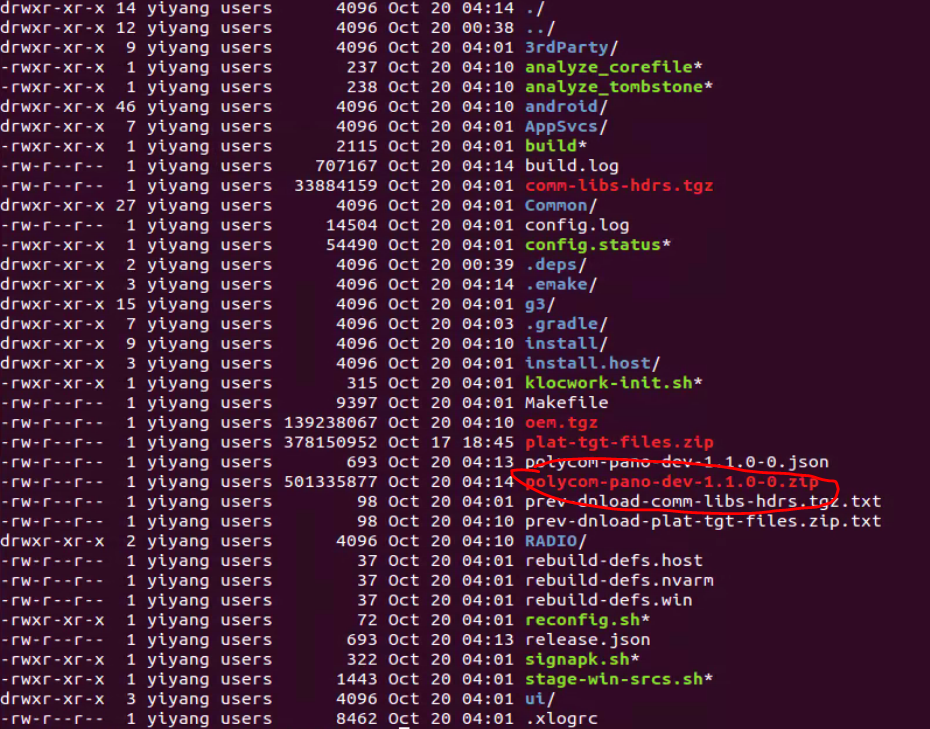 drwxr-xr-x 14 yiyang users      4096 Oct 20 04:14 ./
drwxr-xr-x 12 yiyang users      4096 Oct 20 00:38 ../
drwxr-xr-x  9 yiyang users      4096 Oct 20 04:01 3rdParty/
-rwxr-xr-x  1 yiyang users       237 Oct 20 04:10 analyze_corefile*
-rwxr-xr-x  1 yiyang users       238 Oct 20 04:10 analyze_tombstone*
drwxr-xr-x 46 yiyang users      4096 Oct 20 04:10 android/
drwxr-xr-x  7 yiyang users      4096 Oct 20 04:01 AppSvcs/
-rwxr-xr-x  1 yiyang users      2115 Oct 20 04:01 build*
-rw-r--r--  1 yiyang users    707167 Oct 20 04:14 build.log
-rw-r--r--  1 yiyang users  33884159 Oct 20 04:01 comm-libs-hdrs.tgz
drwxr-xr-x 27 yiyang users      4096 Oct 20 04:01 Common/
-rw-r--r--  1 yiyang users     14504 Oct 20 04:01 config.log
-rwxr-xr-x  1 yiyang users     54490 Oct 20 04:01 config.status*
drwxr-xr-x  2 yiyang users      4096 Oct 20 00:39 .deps/
drwxr-xr-x  3 yiyang users      4096 Oct 20 04:14 .emake/
drwxr-xr-x 15 yiyang users      4096 Oct 20 04:01 g3/
drwxr-xr-x  7 yiyang users      4096 Oct 20 04:03 .gradle/
drwxr-xr-x  9 yiyang users      4096 Oct 20 04:10 install/
drwxr-xr-x  3 yiyang users      4096 Oct 20 04:01 install.host/
-rwxr-xr-x  1 yiyang users       315 Oct 20 04:01 klocwork-init.sh*
-rw-r--r--  1 yiyang users      9397 Oct 20 04:01 Makefile
-rw-r--r--  1 yiyang users 139238067 Oct 20 04:10 oem.tgz
-rw-r--r--  1 yiyang users 378150952 Oct 17 18:45 plat-tgt-files.zip
-rw-r--r--  1 yiyang users       693 Oct 20 04:13 polycom-pano-dev-1.1.0-0.json
-rw-r--r--  1 yiyang users 501335877 Oct 20 04:14 polycom-pano-dev-1.1.0-0.zip
-rw-r--r--  1 yiyang users        98 Oct 20 04:01 prev-dnload-comm-libs-hdrs.tgz.txt
-rw-r--r--  1 yiyang users        98 Oct 20 04:10 prev-dnload-plat-tgt-files.zip.txt
drwxr-xr-x  2 yiyang users      4096 Oct 20 04:10 RADIO/
-rw-r--r--  1 yiyang users        37 Oct 20 04:01 rebuild-defs.host
-rw-r--r--  1 yiyang users        37 Oct 20 04:01 rebuild-defs.nvarm
-rw-r--r--  1 yiyang users        37 Oct 20 04:01 rebuild-defs.win
-rwxr-xr-x  1 yiyang users        72 Oct 20 04:01 reconfig.sh*
-rw-r--r--  1 yiyang users       693 Oct 20 04:13 release.json
-rwxr-xr-x  1 yiyang users       322 Oct 20 04:01 signapk.sh*
-rwxr-xr-x  1 yiyang users      1443 Oct 20 04:01 stage-win-srcs.sh*
drwxr-xr-x  3 yiyang users      4096 Oct 20 04:01 ui/
-rw-r--r--  1 yiyang users      8462 Oct 20 04:01 .xlogrc